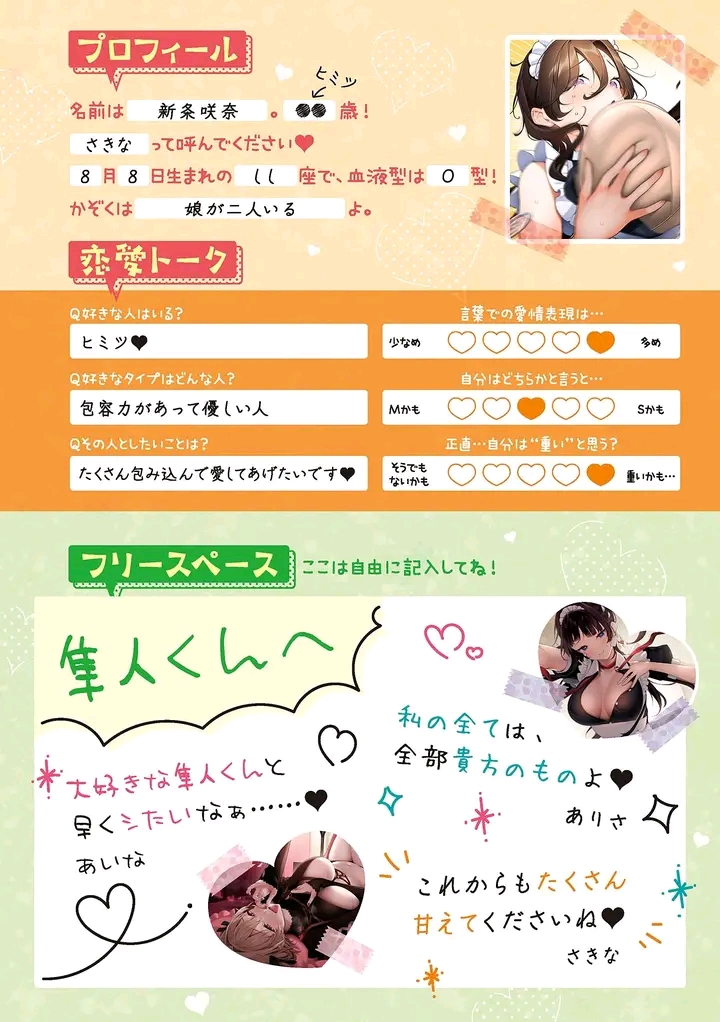 プロフィール
ヒミツ
名前は 新条咲奈 。 ●● 歳!
さきな って呼んでください♥
8 月 8 日生まれの しし 座で、血液型は O 型!
かぞくは 娘が二人いる よ。
恋愛トーク
Q好きな人はいる?
ヒミツ♥
Q好きなタイプはどんな人?
包容力があって優しい人
Qその人としたいことは?
たくさん包み込んで愛してあげたいです♥
言葉での愛情表現は…
少なめ ♡♡♡♡♥ 多め
自分はどちらかと言うと…
Mかも ♡♡♥♡♡ Sかも
正直…自分は“重い”と思う?
そうでも
ないかも ♡♡♡♡♥ 重いかも…
フリースペース ここは自由に記入してね!
隼人くんへ
大好きな隼人くんと
早くシたいなぁ……♥
あいな
私の全ては、
全部貴方のものよ♥
ありさ
これからもたくさん
甘えてくださいね♥
さきな